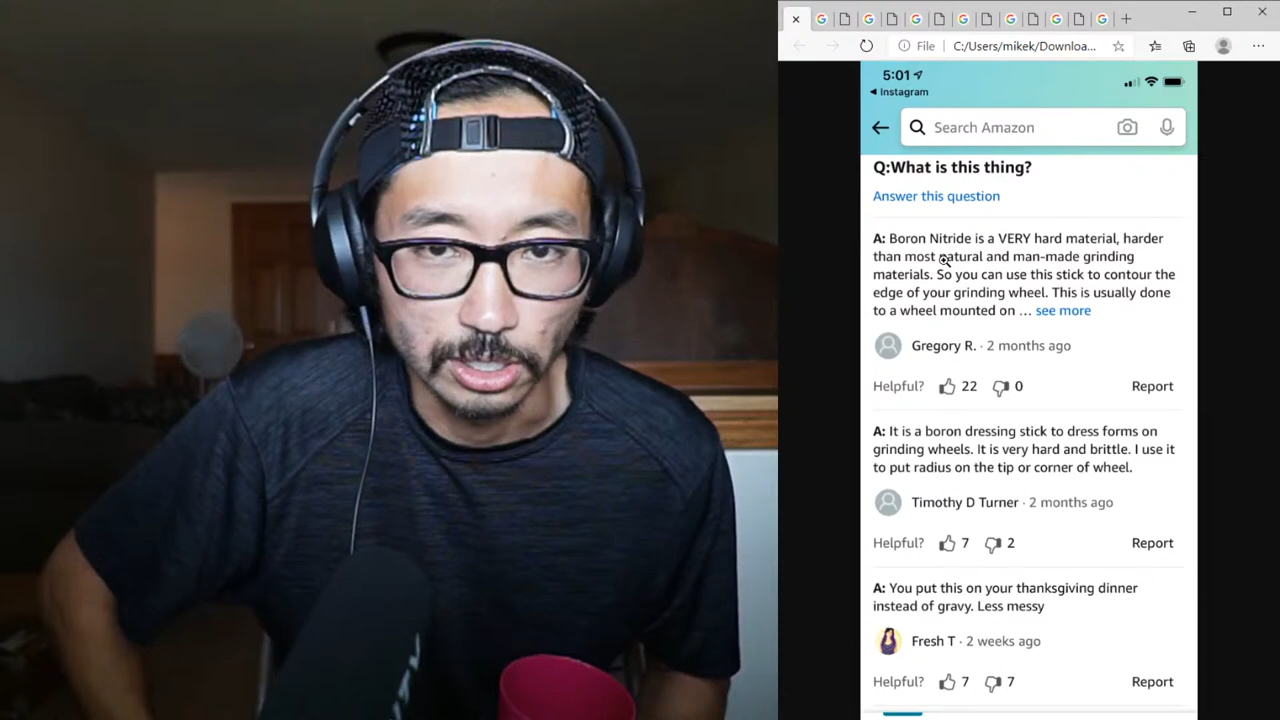 File
C:/Users/mikek/Downloa...
5:01
Instagram
Search Amazon
Q:What is this thing?
Answer this question
A: Boron Nitride is a VERY hard material, harder
than most natural and man-made grinding
materials. So you can use this stick to contour the
edge of your grinding wheel. This is usually done
to a wheel mounted on … see more
Gregory R. · 2 months ago
Helpful? 22 0 Report
A: It is a boron dressing stick to dress forms on
grinding wheels. It is very hard and brittle. I use it
to put radius on the tip or corner of wheel.
Timothy D Turner · 2 months ago
Helpful? 7 2 Report
A: You put this on your thanksgiving dinner
instead of gravy. Less messy
Fresh T · 2 weeks ago
Helpful? 7 7 Report